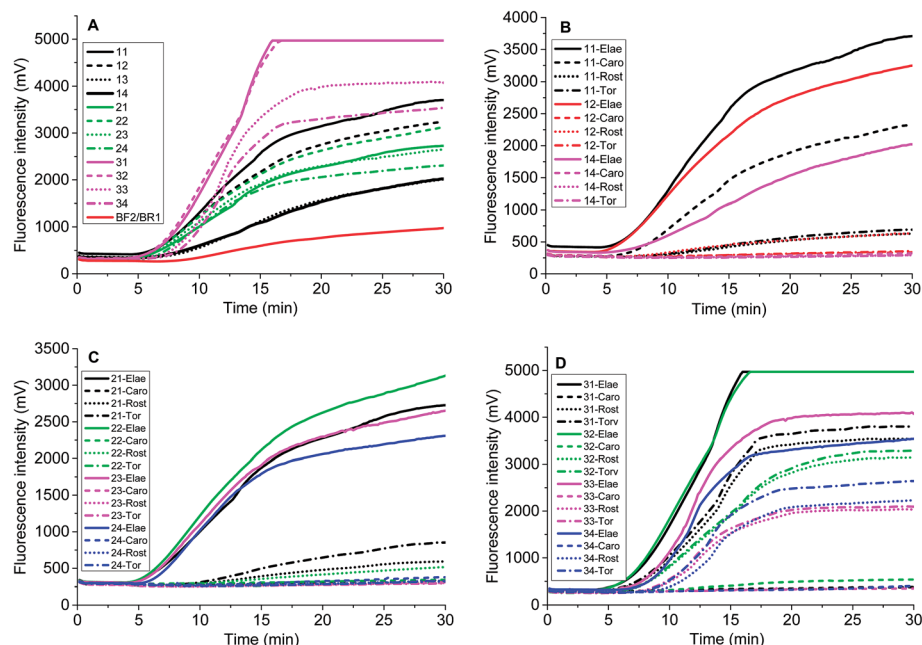 A
Fluorescence intensity (mV)
5000
4000
3000
2000
1000
0
11
12
13
14
21
22
23
24
31
32
33
34
BF2/BR1
0 5 10 15 20 25 30
Time (min)
B
Fluorescence intensity (mV)
4000
3500
3000
2500
2000
1500
1000
500
0
11-Elae
11-Caro
11-Rost
11-Tor
12-Elae
12-Caro
12-Rost
12-Tor
14-Elae
14-Caro
14-Rost
14-Tor
0 5 10 15 20 25 30
Time (min)
C
Fluorescence intensity (mV)
3500
3000
2500
2000
1500
1000
500
0
21-Elae
21-Caro
21-Rost
21-Tor
22-Elae
22-Caro
22-Rost
22-Tor
23-Elae
23-Caro
23-Rost
23-Tor
24-Elae
24-Caro
24-Rost
24-Tor
0 5 10 15 20 25 30
Time (min)
D
Fluorescence intensity (mV)
5000
4000
3000
2000
1000
0
31-Elae
31-Caro
31-Rost
31-Torv
32-Elae
32-Caro
32-Rost
32-Torv
33-Elae
33-Caro
33-Rost
33-Tor
34-Elae
34-Caro
34-Rost
34-Tor
0 5 10 15 20 25 30
Time (min)